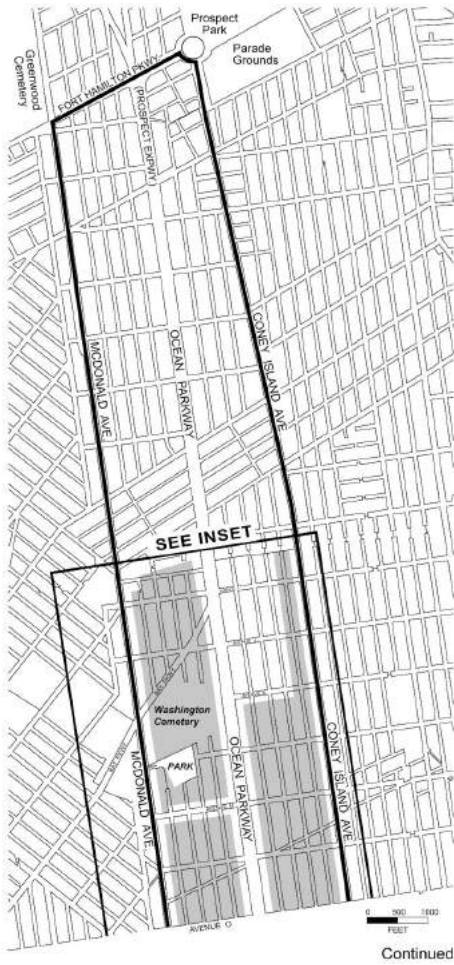 Prospect
Park
Parade
Grounds
Greenwood
Cemetery
FORT HAMILTON PKWY
(PROSPECT EXPWY)
MCDONALD AVE
OCEAN PARKWAY
CONEY ISLAND AVE
SEE INSET
Washington
Cemetery
PARK
MCDONALD AVE
OCEAN PARKWAY
CONEY ISLAND AVE
AVENUE O
0 500 1000
FEET
Continued